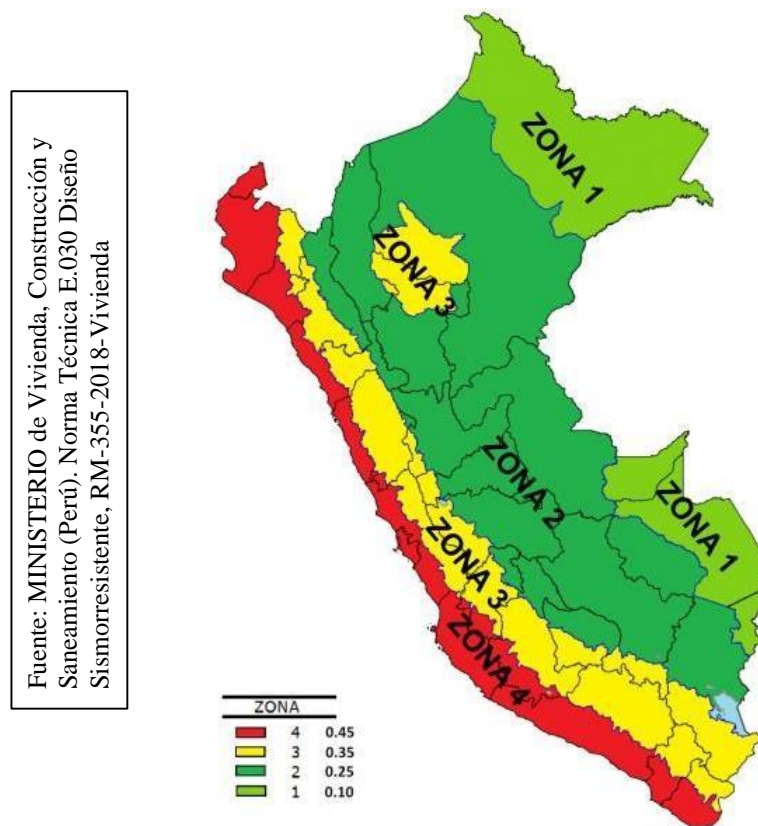 Fuente: MINISTERIO de Vivienda, Construcción y
Saneamiento (Perú). Norma Técnica E.030 Diseño
Sismorresistente, RM-355-2018-Vivienda
ZONA 1
ZONA 3
ZONA 2
ZONA 1
ZONA 3
ZONA 4
ZONA
4 0.45
3 0.35
2 0.25
1 0.10